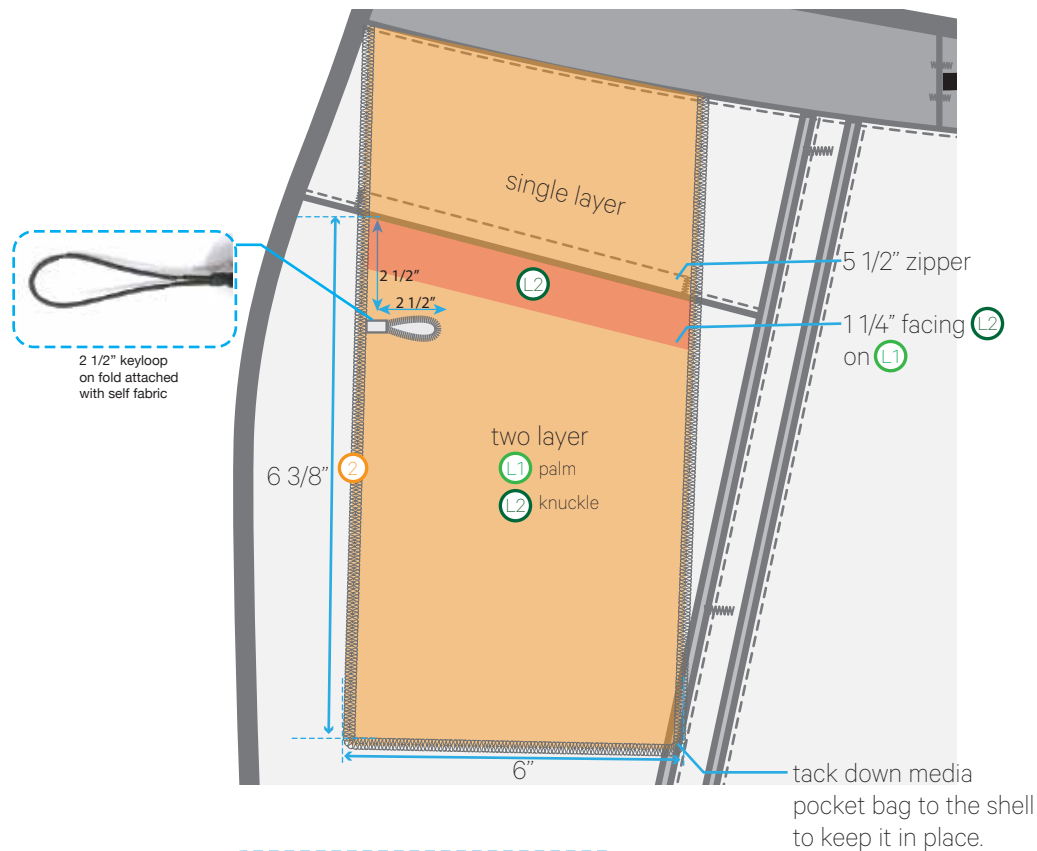 single layer
L2
5 1/2” zipper
2 1/2”
2 1/2”
1 1/4” facing L2
on L1
2 1/2” keyloop
on fold attached
with self fabric
two layer
L1 palm
L2 knuckle
6 3/8” 2
6”
tack down media
pocket bag to the shell
to keep it in place.